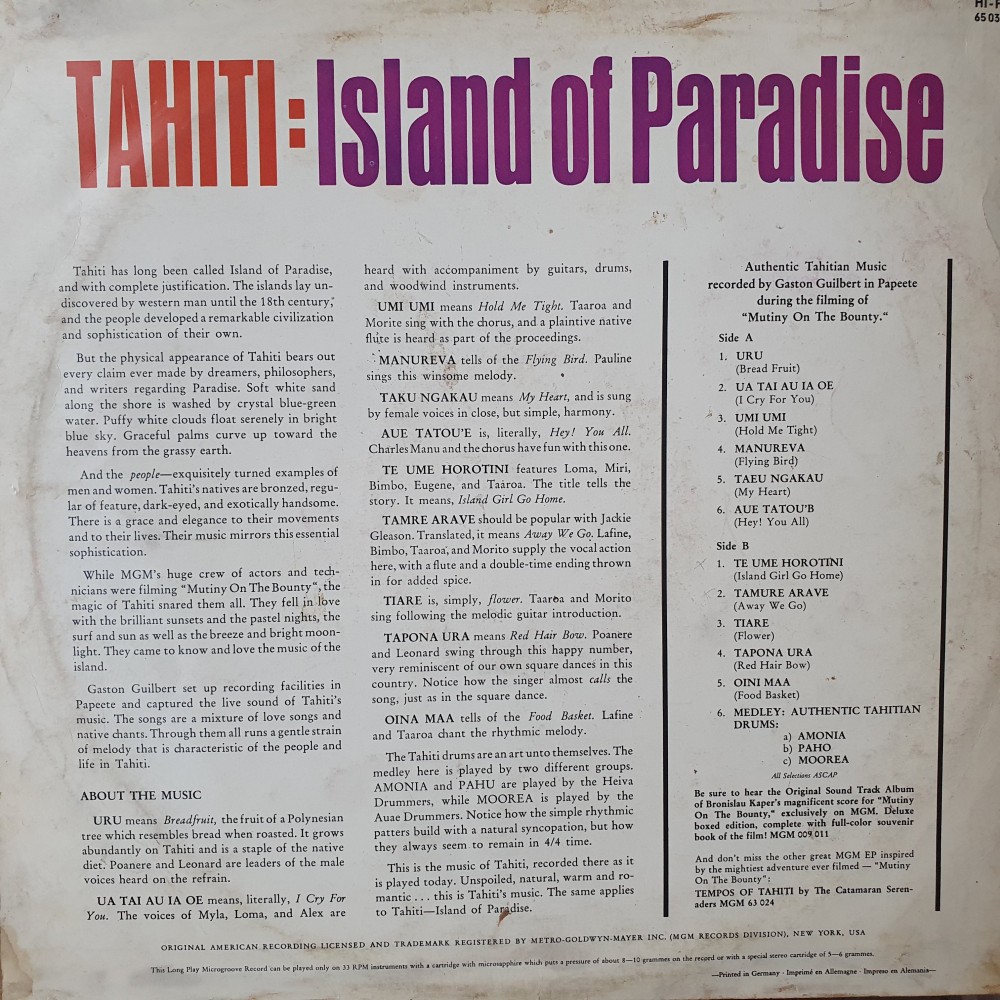 HI-F
65 03
TAHITI: Island of Paradise
Tahiti has long been called Island of Paradise,
and with complete justification. The islands lay un-
discovered by western man until the 18th century,
and the people developed a remarkable civilization
and sophistication of their own.
But the physical appearance of Tahiti bears out
every claim ever made by dreamers, philosophers,
and writers regarding Paradise. Soft white sand
along the shore is washed by crystal blue-green
water. Puffy white clouds float serenely in bright
blue sky. Graceful palms curve up toward the
heavens from the grassy earth.
And the people—exquisitely turned examples of
men and women. Tahiti's natives are bronzed, regu-
lar of feature, dark-eyed, and exotically handsome.
There is a grace and elegance to their movements
and to their lives. Their music mirrors this essential
sophistication.
While MGM's huge crew of actors and tech-
nicians were filming "Mutiny On The Bounty", the
magic of Tahiti snared them all. They fell in love
with the brilliant sunsets and the pastel nights, the
surf and sun as well as the breeze and bright moon-
light. They came to know and love the music of the
island.
Gaston Guilbert set up recording facilities in
Papeete and captured the live sound of Tahiti's
music. The songs are a mixture of love songs and
native chants. Through them all runs a gentle strain
of melody that is characteristic of the people and
life in Tahiti.
ABOUT THE MUSIC
URU means Breadfruit, the fruit of a Polynesian
tree which resembles bread when roasted. It grows
abundantly on Tahiti and is a staple of the native
diet. Poanere and Leonard are leaders of the male
voices heard on the refrain.
UA TAI AU IA OE means, literally, I Cry For
You. The voices of Myla, Loma, and Alex are
heard with accompaniment by guitars, drums,
and woodwind instruments.
UMI UMI means Hold Me Tight. Taaroa and
Morite sing with the chorus, and a plaintive native
flute is heard as part of the proceedings.
MANUREVA tells of the Flying Bird. Pauline
sings this winsome melody.
TAKU NGAKAU means My Heart, and is sung
by female voices in close, but simple, harmony.
AUE TATOU'E is, literally, Hey! You All.
Charles Manu and the chorus have fun with this one.
TE UME HOROTINI features Loma, Miri,
Bimbo, Eugene, and Taaroa. The title tells the
story. It means, Island Girl Go Home.
TAMRE ARAVE should be popular with Jackie
Gleason. Translated, it means Away We Go. Lafine,
Bimbo, Taaroa, and Morito supply the vocal action
here, with a flute and a double-time ending thrown
in for added spice.
TIARE is, simply, flower. Taaroa and Morito
sing following the melodic guitar introduction.
TAPONA URA means Red Hair Bow. Poanere
and Leonard swing through this happy number,
very reminiscent of our own square dances in this
country. Notice how the singer almost calls the
song, just as in the square dance.
OINA MAA tells of the Food Basket. Lafine
and Taaroa chant the rhythmic melody.
The Tahiti drums are an art unto themselves. The
medley here is played by two different groups.
AMONIA and PAHU are played by the Heiva
Drummers, while MOOREA is played by the
Auae Drummers. Notice how the simple rhythmic
patters build with a natural syncopation, but how
they always seem to remain in 4/4 time.
This is the music of Tahiti, recorded there as it
is played today. Unspoiled, natural, warm and ro-
mantic . . . this is Tahiti's music. The same applies
to Tahiti—Island of Paradise.
Authentic Tahitian Music
recorded by Gaston Guilbert in Papeete
during the filming of
"Mutiny On The Bounty."
Side A
1. URU
(Bread Fruit)
2. UA TAI AU IA OE
(I Cry For You)
3. UMI UMI
(Hold Me Tight)
4. MANUREVA
(Flying Bird)
5. TAEU NGAKAU
(My Heart)
6. AUE TATOU'B
(Hey! You All)
Side B
1. TE UME HOROTINI
(Island Girl Go Home)
2. TAMURE ARAVE
(Away We Go)
3. TIARE
(Flower)
4. TAPONA URA
(Red Hair Bow)
5. OINI MAA
(Food Basket)
6. MEDLEY: AUTHENTIC TAHITIAN
DRUMS:
a) AMONIA
b) PAHO
c) MOOREA
All Selections ASCAP
Be sure to hear the Original Sound Track Album
of Bronislau Kaper's magnificent score for "Mutiny
On The Bounty," exclusively on MGM. Deluxe
boxed edition, complete with full-color souvenir
book of the film! MGM 009 011
And don't miss the other great MGM EP inspired
by the mightiest adventure ever filmed — "Mutiny
On The Bounty":
TEMPOS OF TAHITI by The Catamaran Seren-
aders MGM 63 024
ORIGINAL AMERICAN RECORDING LICENSED AND TRADEMARK REGISTERED BY METRO-GOLDWYN-MAYER INC. (MGM RECORDS DIVISION), NEW YORK, USA
This Long Play Microgroove Record can be played only on 33 RPM instruments with a cartridge with microsapphire which puts a pressure of about 8—10 grammes on the record or with a special stereo cartridge of 5—6 grammes.
—Printed in Germany · Imprimé en Allemagne · Impreso en Alemania—